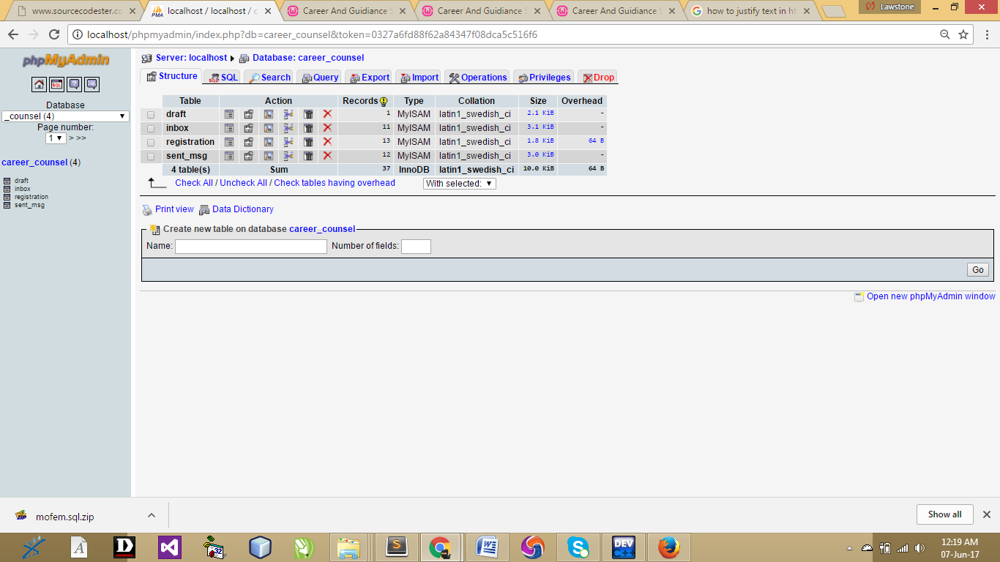 www.sourcecodester.cc
localhost / localhost / c
Career And Guidiance S
Career And Guidiance S
Career And Guidiance S
how to justify text in ht
Lawstone
localhost/phpmyadmin/index.php?db=career_counsel&token=0327a6fd88f62a84347f08dca5c516f6
phpMyAdmin
Server: localhost Database: career_counsel
Structure SQL Search Query Export Import Operations Privileges Drop
Database
_counsel (4)
Page number:
1 > >>
career_counsel (4)
draft
inbox
registration
sent_msg
Table Action Records Type Collation Size Overhead
draft 1 MyISAM latin1_swedish_ci 2.1 KiB -
inbox 11 MyISAM latin1_swedish_ci 3.1 KiB -
registration 13 MyISAM latin1_swedish_ci 1.8 KiB 64 B
sent_msg 12 MyISAM latin1_swedish_ci 3.0 KiB -
4 table(s) Sum 37 InnoDB latin1_swedish_ci 10.0 KiB 64 B
Check All / Uncheck All / Check tables having overhead With selected:
Print view Data Dictionary
Create new table on database career_counsel
Name: Number of fields:
Go
Open new phpMyAdmin window
mofem.sql.zip
Show all
12:19 AM
07-Jun-17